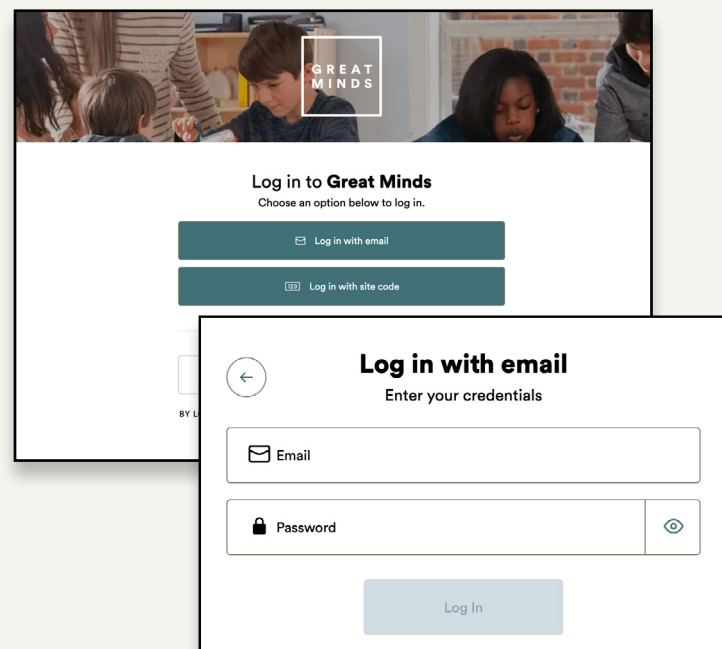 GREAT
MINDS
Log in to Great Minds
Choose an option below to log in.
Log in with email
123 Log in with site code
BY
Log in with email
Enter your credentials
Email
Password
Log In